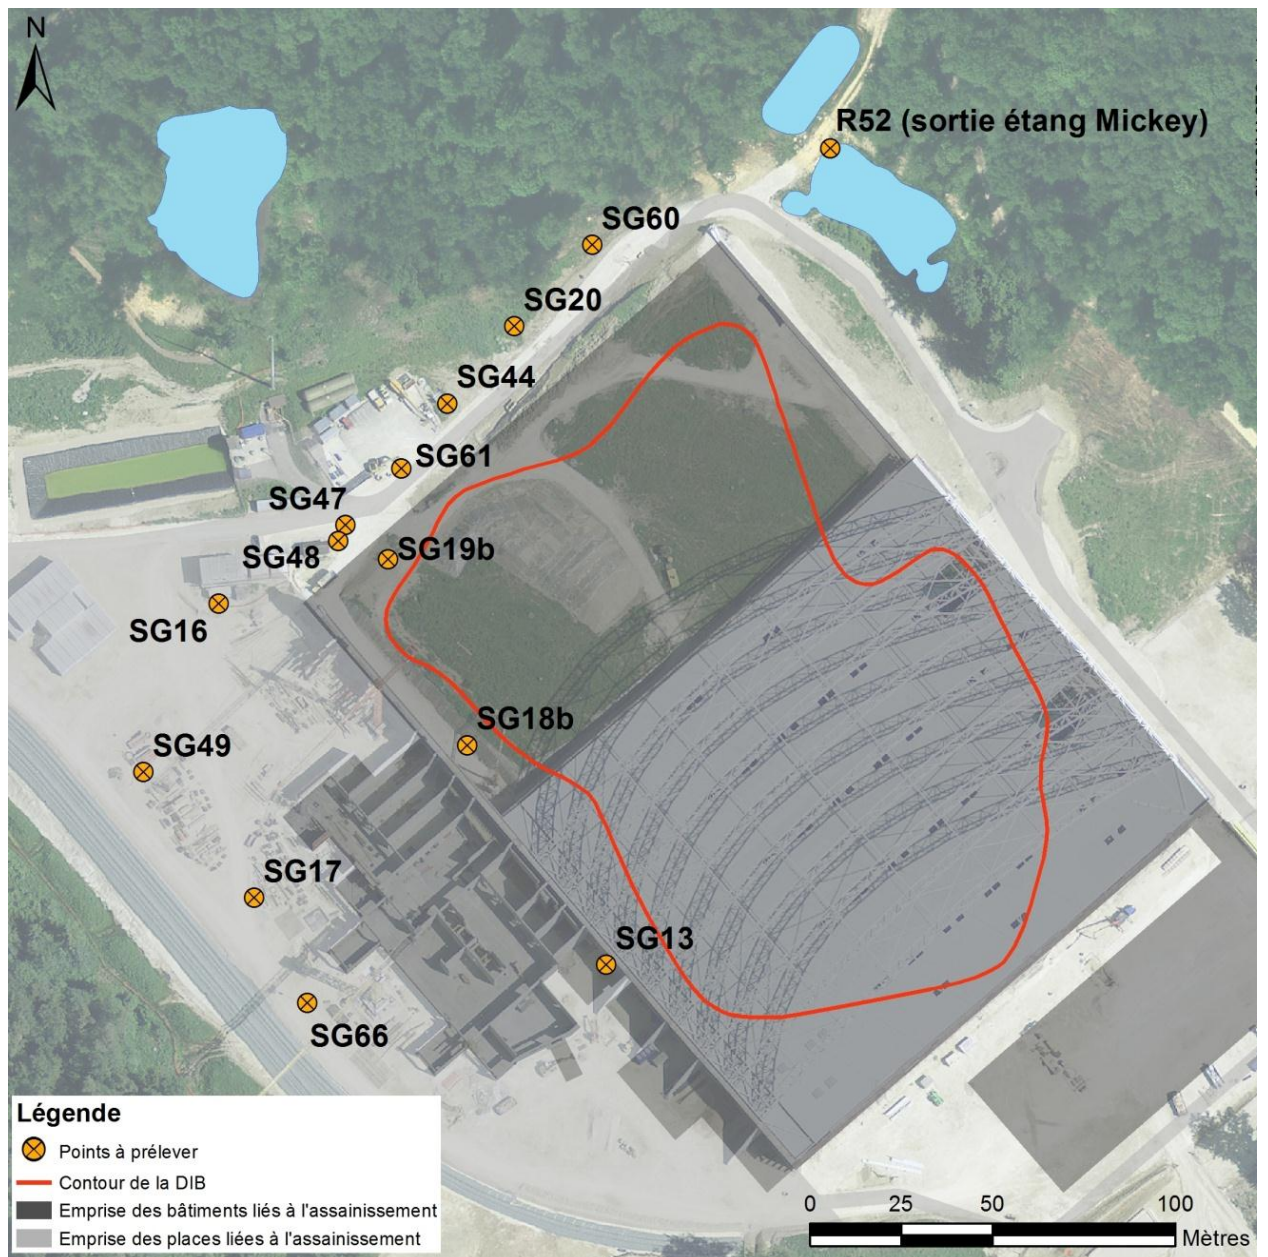 N
R52 (sortie étang Mickey)
SG60
SG20
SG44
SG61
SG47
SG48
SG19b
SG16
SG18b
SG49
SG17
SG13
SG66
Légende
Points à prélever
Contour de la DIB
Emprise des bâtiments liés à l'assainissement
Emprise des places liées à l'assainissement
0 25 50 100
Mètres